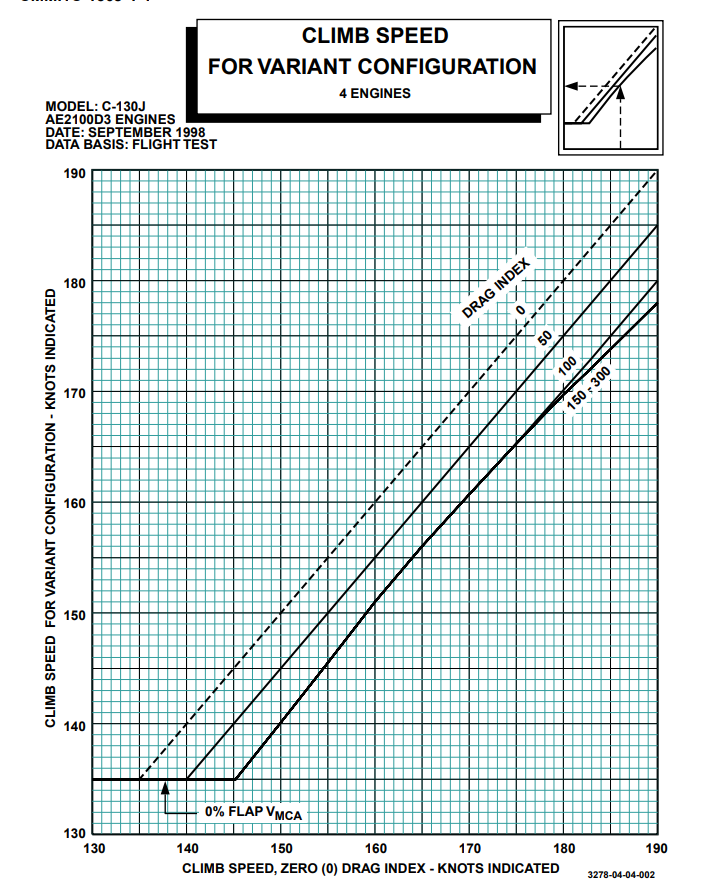 CLIMB SPEED
FOR VARIANT CONFIGURATION
4 ENGINES
MODEL: C-130J
AE2100D3 ENGINES
DATE: SEPTEMBER 1998
DATA BASIS: FLIGHT TEST
190
180
170
160
150
140
130
CLIMB SPEED FOR VARIANT CONFIGURATION - KNOTS INDICATED
DRAG INDEX
0
50
100
150 - 300
0% FLAP VMCA
130
140
150
160
170
180
190
CLIMB SPEED, ZERO (0) DRAG INDEX - KNOTS INDICATED
3278-04-04-002